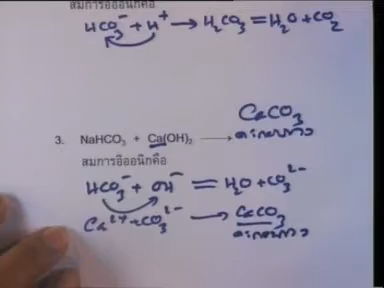 สมการอิออนิกคือ
HCO₃⁻ + H⁺ → H₂CO₃ = H₂O + CO₂
CaCO₃
3. NaHCO₃ + Ca(OH)₂ ⟶
ตะกอนขาว
สมการอิออนิกคือ
HCO₃⁻ + OH⁻ = H₂O + CO₃²⁻
Ca²⁺ + CO₃²⁻ → CaCO₃
ตะกอนขาว